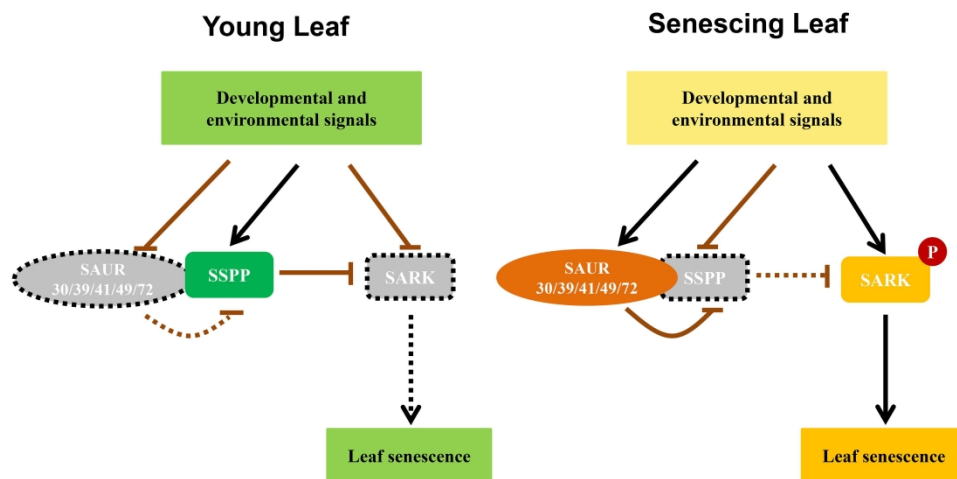 Young Leaf
Developmental and
environmental signals
SAUR
30/39/41/49/72
SSPP
SARK
Leaf senescence
Senescing Leaf
Developmental and
environmental signals
SAUR
30/39/41/49/72
SSPP
P
SARK
Leaf senescence